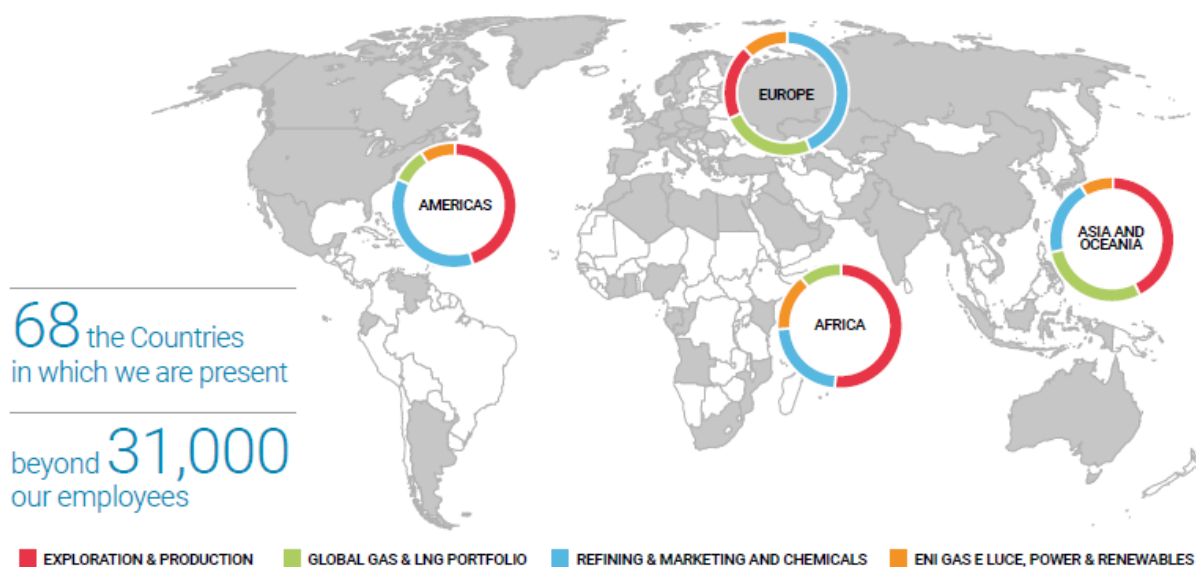 EUROPE
AMERICAS
ASIA AND
OCEANIA
AFRICA
68 the Countries
in which we are present
beyond 31,000
our employees
EXPLORATION & PRODUCTION
GLOBAL GAS & LNG PORTFOLIO
REFINING & MARKETING AND CHEMICALS
ENI GAS E LUCE, POWER & RENEWABLES